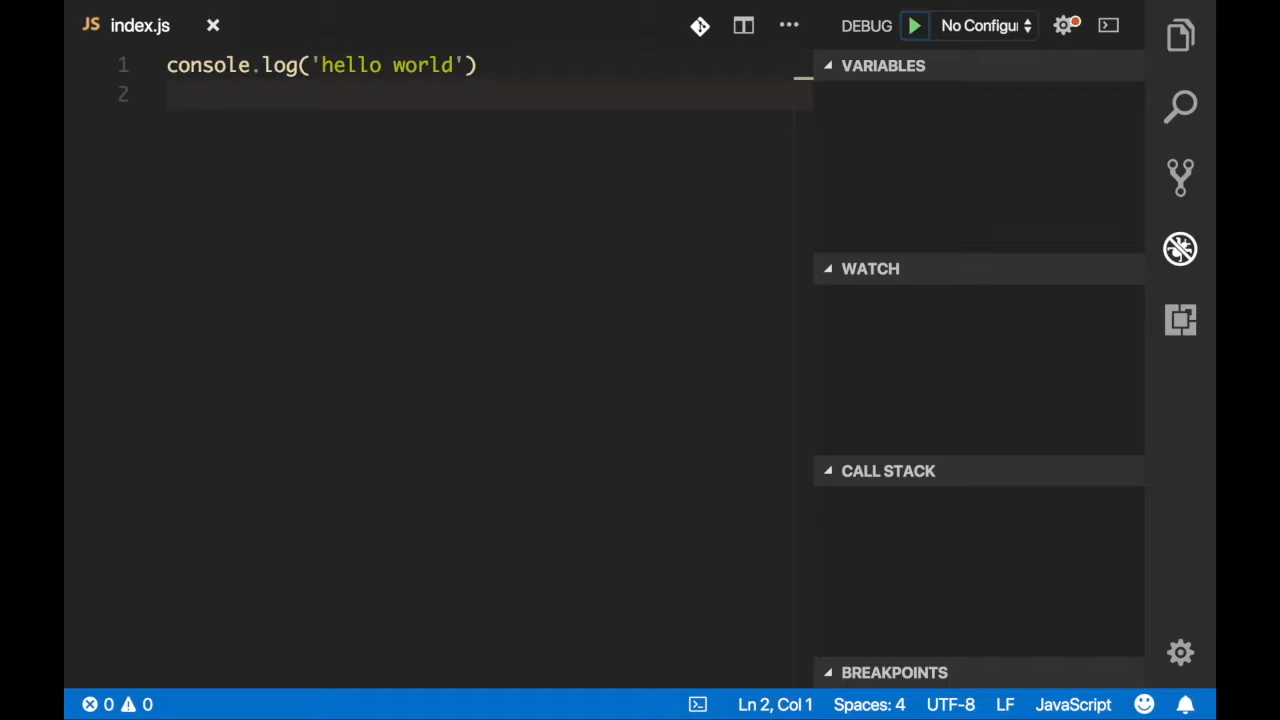 JS index.js
DEBUG No Configu
1 console.log('hello world')
2
VARIABLES
WATCH
CALL STACK
BREAKPOINTS
0 0 Ln 2, Col 1 Spaces: 4 UTF-8 LF JavaScript